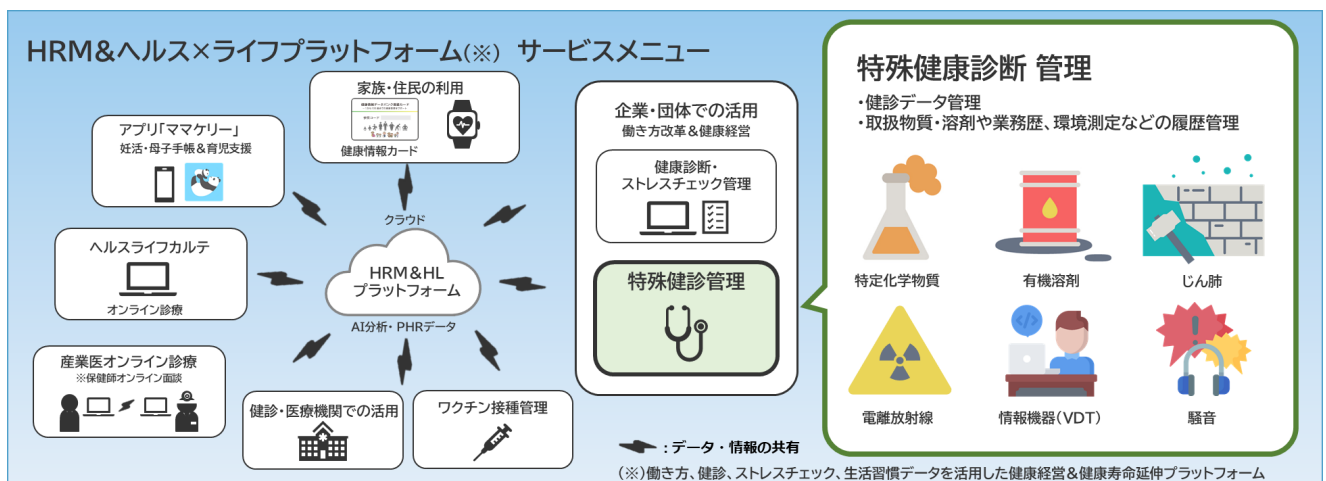 HRM&ヘルス×ライフプラットフォーム(※) サービスメニュー
家族・住民の利用
健康情報カード
アプリ「ママケリー」
妊活・母子手帳&育児支援
クラウド
HRM&HL
プラットフォーム
AI分析・PHRデータ
ヘルスライフカルテ
オンライン診療
産業医オンライン診療
※保健師オンライン面談
健診・医療機関での活用
ワクチン接種管理
企業・団体での活用
働き方改革&健康経営
健康診断・
ストレスチェック管理
特殊健診管理
特殊健康診断 管理
・健診データ管理
・取扱物質・溶剤や業務歴、環境測定などの履歴管理
特定化学物質
有機溶剤
じん肺
電離放射線
情報機器(VDT)
騒音
:データ・情報の共有
(※)働き方、健診、ストレスチェック、生活習慣データを活用した健康経営&健康寿命延伸プラットフォーム